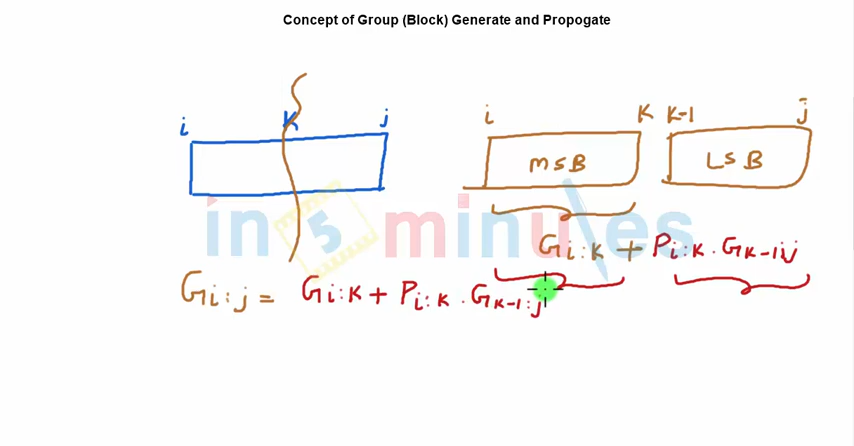 Concept of Group (Block) Generate and Propogate
i K j
i K K-1 j
MSB LSB
in 5 minutes
Gi:K + Pi:K . GK-1:j
Gi:j = Gi:K + Pi:K . GK-1:j